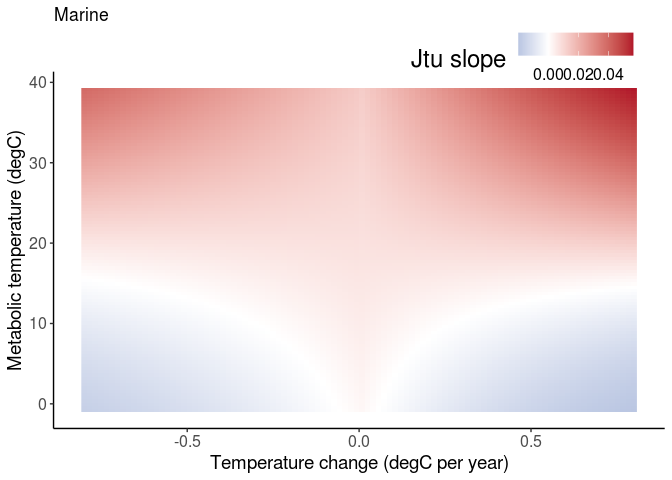 Marine
Jtu slope
0.000.020.04
40
30
20
10
0
Metabolic temperature (degC)
-0.5 0.0 0.5
Temperature change (degC per year)